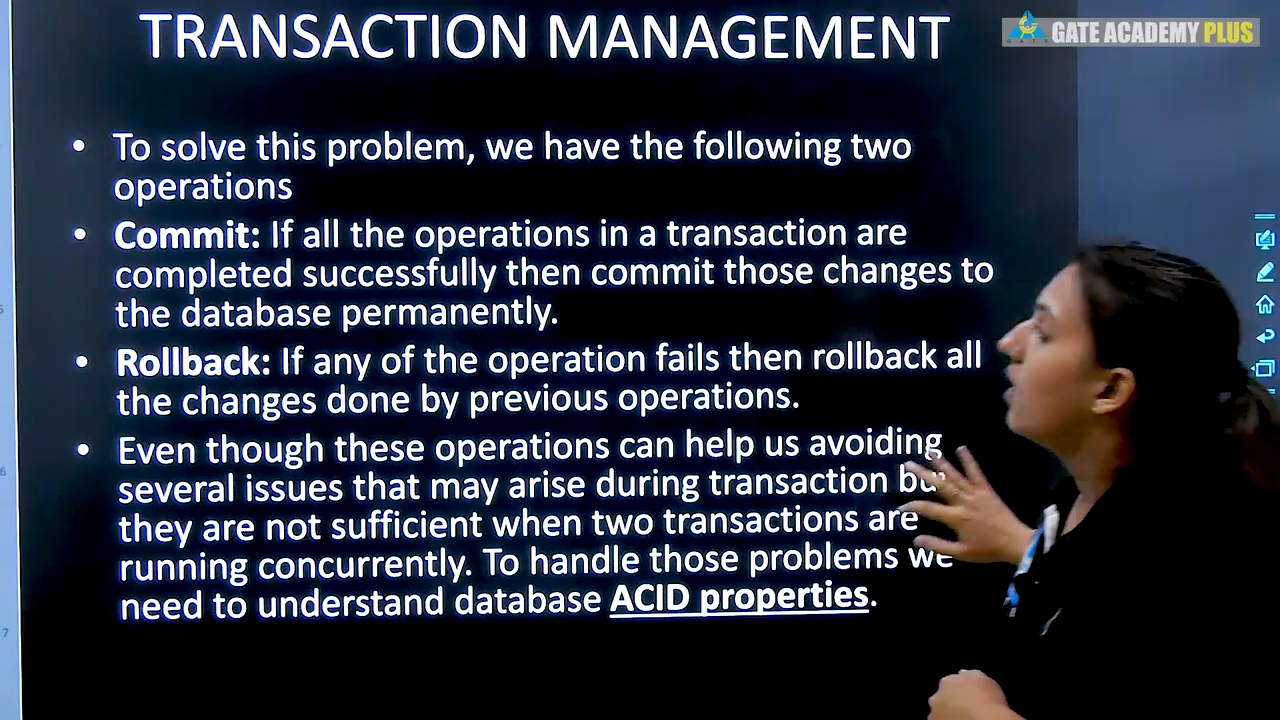 TRANSACTION MANAGEMENT
GATE ACADEMY PLUS
• To solve this problem, we have the following two
operations
• Commit: If all the operations in a transaction are
completed successfully then commit those changes to
the database permanently.
• Rollback: If any of the operation fails then rollback all
the changes done by previous operations.
• Even though these operations can help us avoiding
several issues that may arise during transaction but
they are not sufficient when two transactions are
running concurrently. To handle those problems we
need to understand database ACID properties.